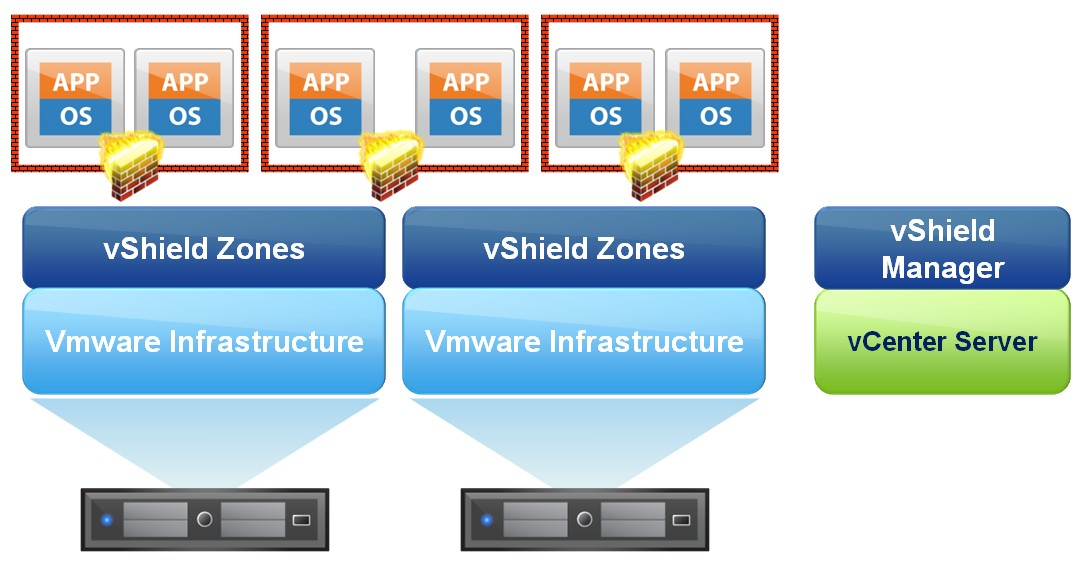 APP
OS
APP
OS
APP
OS
APP
OS
APP
OS
APP
OS
vShield Zones
vShield Zones
vShield
Manager
Vmware Infrastructure
Vmware Infrastructure
vCenter Server